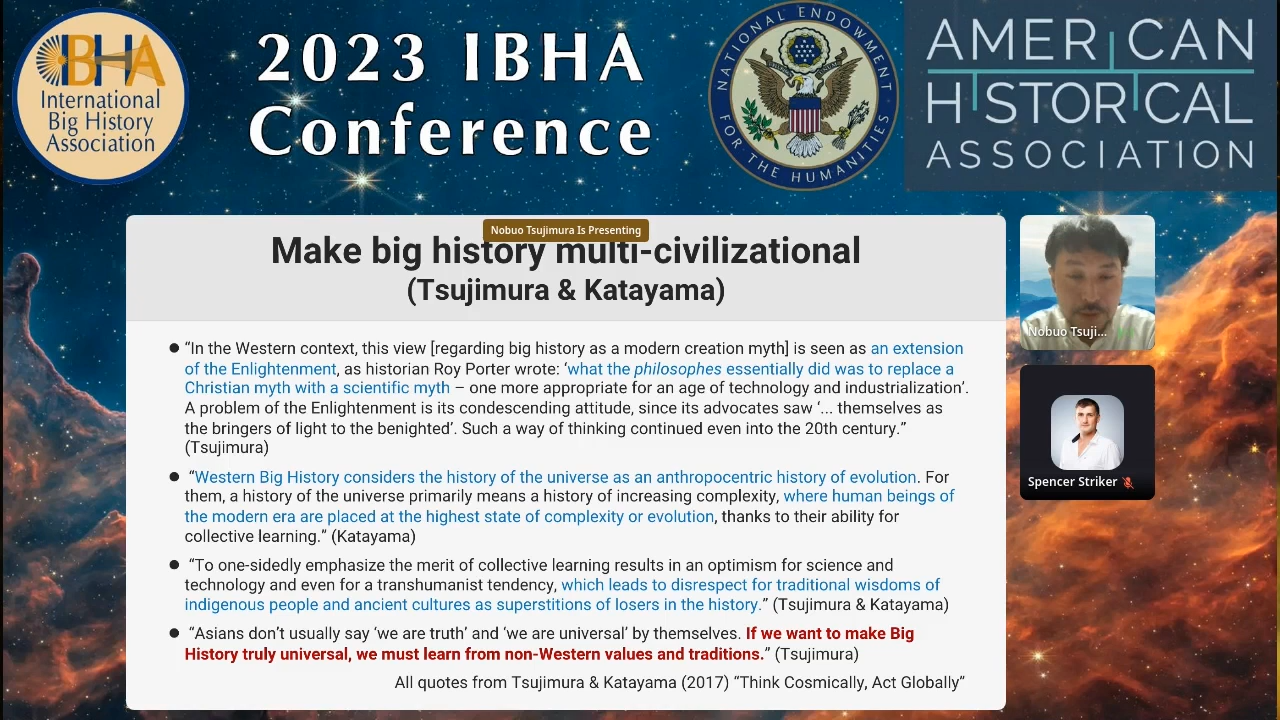 IBHA
International
Big History
Association
2023 IBHA
Conference
NATIONAL ENDOWMENT
FOR THE HUMANITIES
AMERICAN
HISTORICAL
ASSOCIATION
Nobuo Tsujimura Is Presenting
Make big history multi-civilizational
(Tsujimura & Katayama)
● “In the Western context, this view [regarding big history as a modern creation myth] is seen as an extension
of the Enlightenment, as historian Roy Porter wrote: ‘what the philosophes essentially did was to replace a
Christian myth with a scientific myth – one more appropriate for an age of technology and industrialization’.
A problem of the Enlightenment is its condescending attitude, since its advocates saw ‘... themselves as
the bringers of light to the benighted’. Such a way of thinking continued even into the 20th century.”
(Tsujimura)
● “Western Big History considers the history of the universe as an anthropocentric history of evolution. For
them, a history of the universe primarily means a history of increasing complexity, where human beings of
the modern era are placed at the highest state of complexity or evolution, thanks to their ability for
collective learning.” (Katayama)
● “To one-sidedly emphasize the merit of collective learning results in an optimism for science and
technology and even for a transhumanist tendency, which leads to disrespect for traditional wisdoms of
indigenous people and ancient cultures as superstitions of losers in the history.” (Tsujimura & Katayama)
● “Asians don’t usually say ‘we are truth’ and ‘we are universal’ by themselves. If we want to make Big
History truly universal, we must learn from non-Western values and traditions.” (Tsujimura)
All quotes from Tsujimura & Katayama (2017) “Think Cosmically, Act Globally”
Nobuo Tsuji...
Spencer Striker